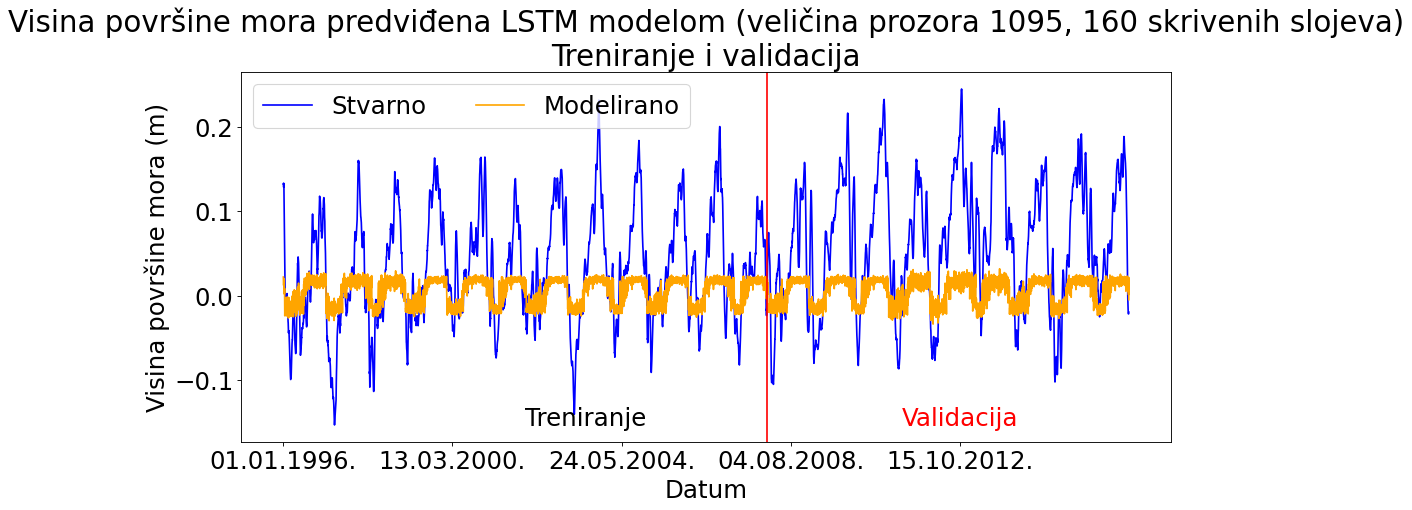 Visina površine mora predviđena LSTM modelom (veličina prozora 1095, 160 skrivenih slojeva)
Treniranje i validacija
Stvarno Modelirano
Visina površine mora (m)
0.2
0.1
0.0
−0.1
Treniranje Validacija
01.01.1996. 13.03.2000. 24.05.2004. 04.08.2008. 15.10.2012.
Datum